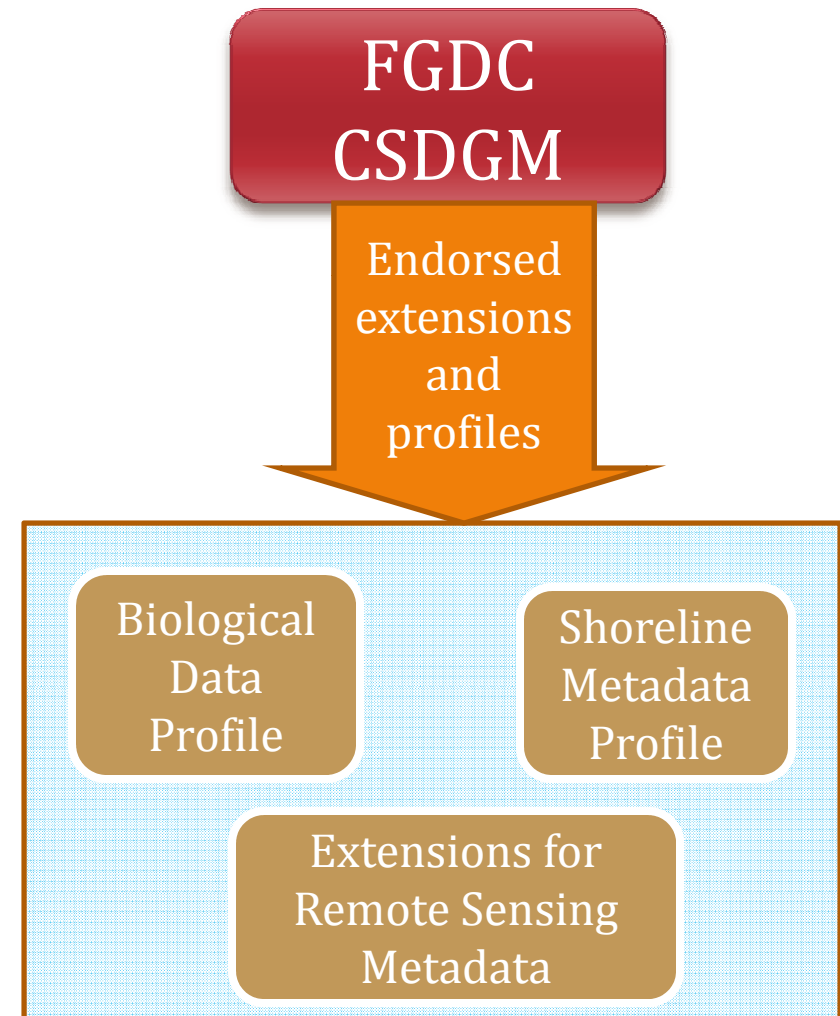 FGDC
CSDGM
Endorsed
extensions
and
profiles
Biological
Data
Profile
Shoreline
Metadata
Profile
Extensions for
Remote Sensing
Metadata